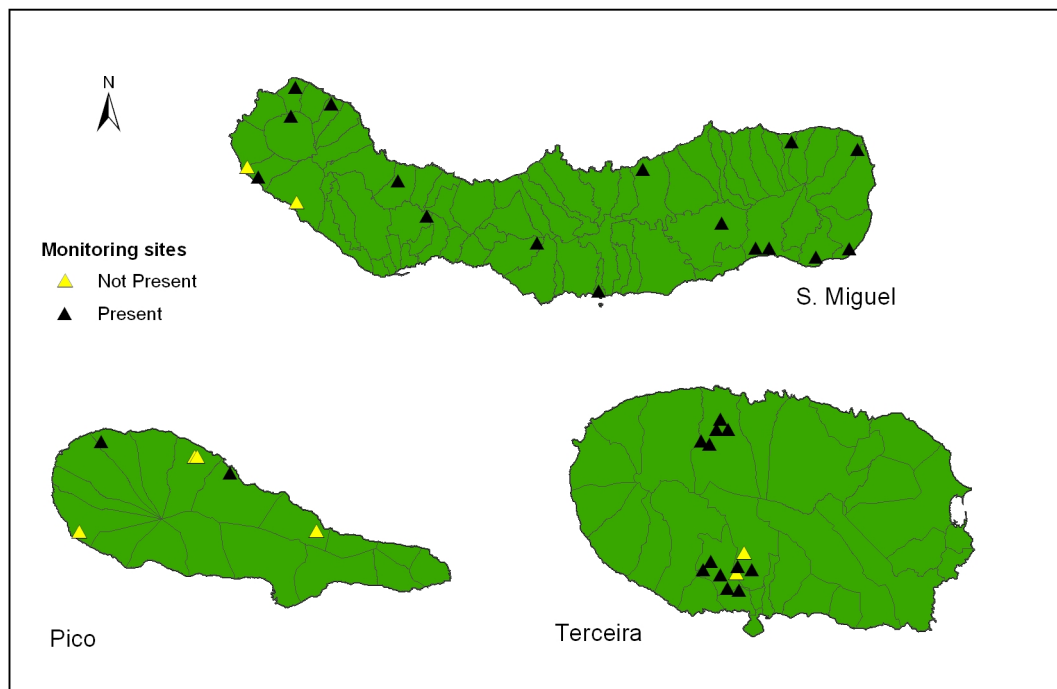 N
Monitoring sites
Not Present
Present
S. Miguel
Pico
Terceira